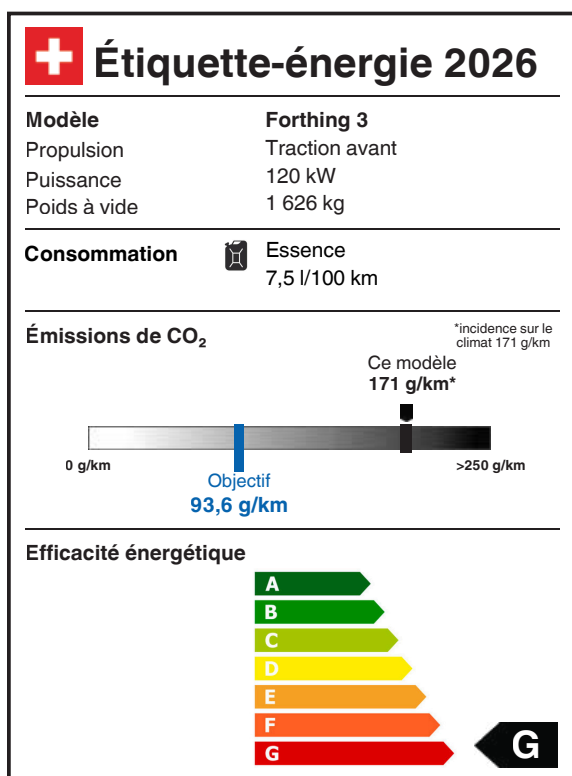 Étiquette-énergie 2026
Modèle Forthing 3
Propulsion Traction avant
Puissance 120 kW
Poids à vide 1 626 kg
Consommation Essence
7,5 l/100 km
Émissions de CO₂
*incidence sur le
climat 171 g/km
Ce modèle
171 g/km*
0 g/km >250 g/km
Objectif
93,6 g/km
Efficacité énergétique
A
B
C
D
E
F
G G